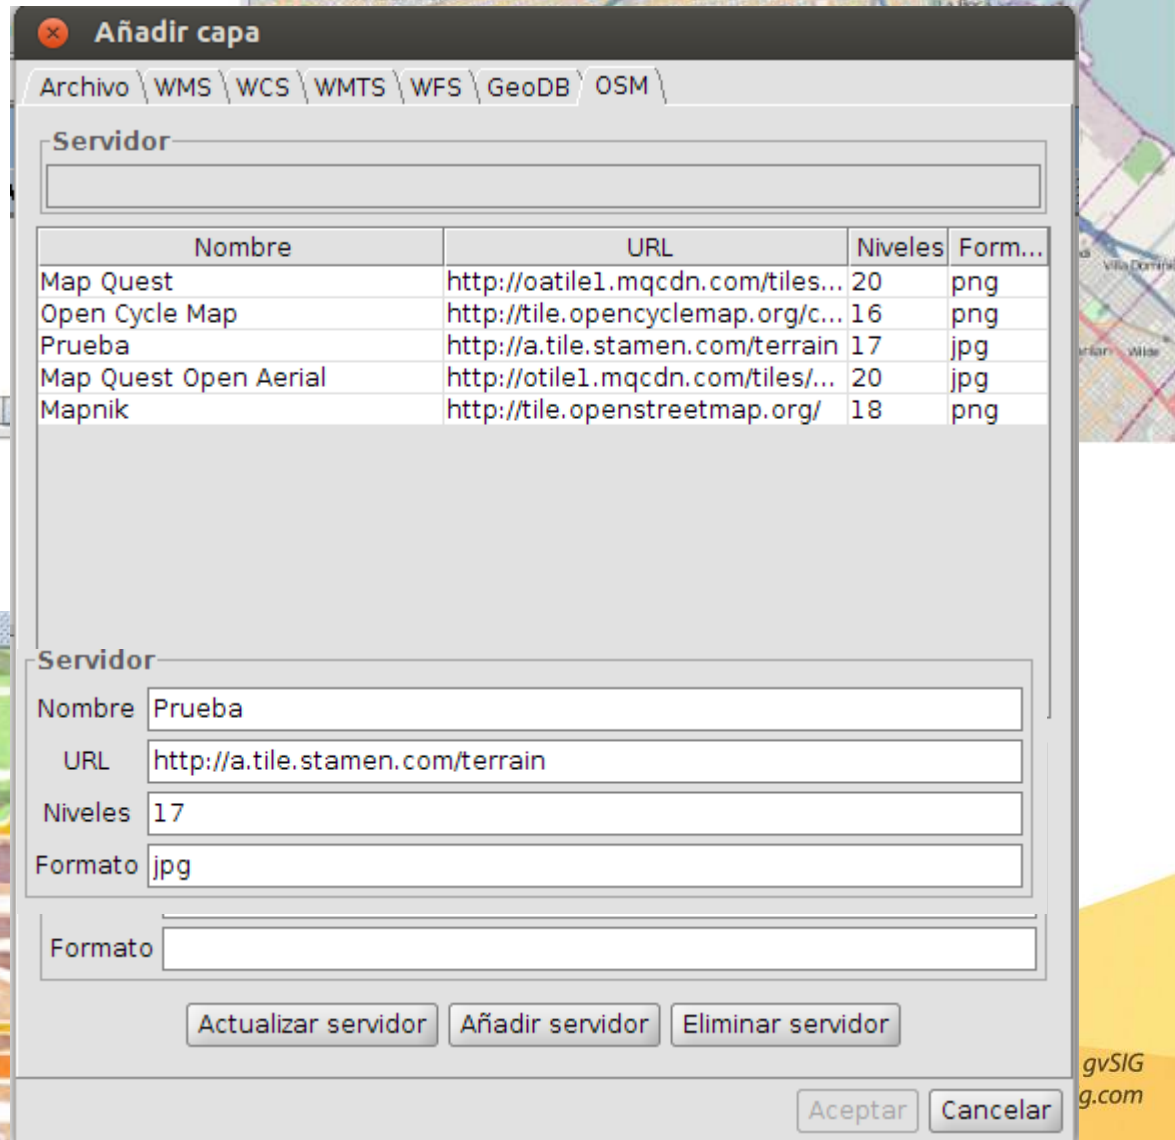 Añadir capa
Archivo WMS WCS WMTS WFS GeoDB OSM
Servidor
Nombre URL Niveles Form...
Map Quest http://oatile1.mqcdn.com/tiles... 20 png
Open Cycle Map http://tile.opencyclemap.org/c... 16 png
Prueba http://a.tile.stamen.com/terrain 17 jpg
Map Quest Open Aerial http://otile1.mqcdn.com/tiles/... 20 jpg
Mapnik http://tile.openstreetmap.org/ 18 png
Servidor
Nombre Prueba
URL http://a.tile.stamen.com/terrain
Niveles 17
Formato jpg
Formato
Actualizar servidor Añadir servidor Eliminar servidor
Aceptar Cancelar
gvSIG
g.com
Villa Domini
Wilde